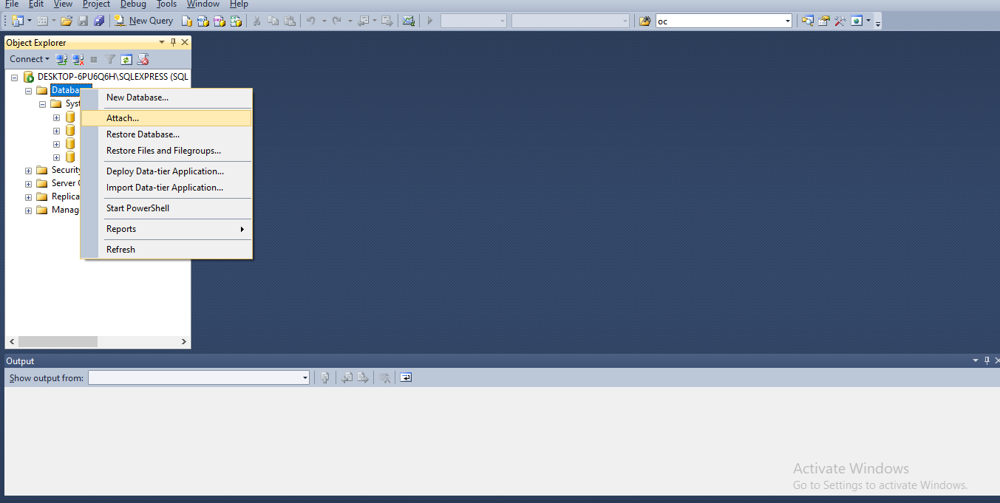 File Edit View Project Debug Tools Window Help
New Query
MDX DMX XMLA
oc
Object Explorer
Connect
DESKTOP-6PU6Q6H\SQLEXPRESS (SQL
Databa
Syst
Security
Server O
Replica
Manag
New Database...
Attach...
Restore Database...
Restore Files and Filegroups...
Deploy Data-tier Application...
Import Data-tier Application...
Start PowerShell
Reports
Refresh
Output
Show output from:
Activate Windows
Go to Settings to activate Windows.